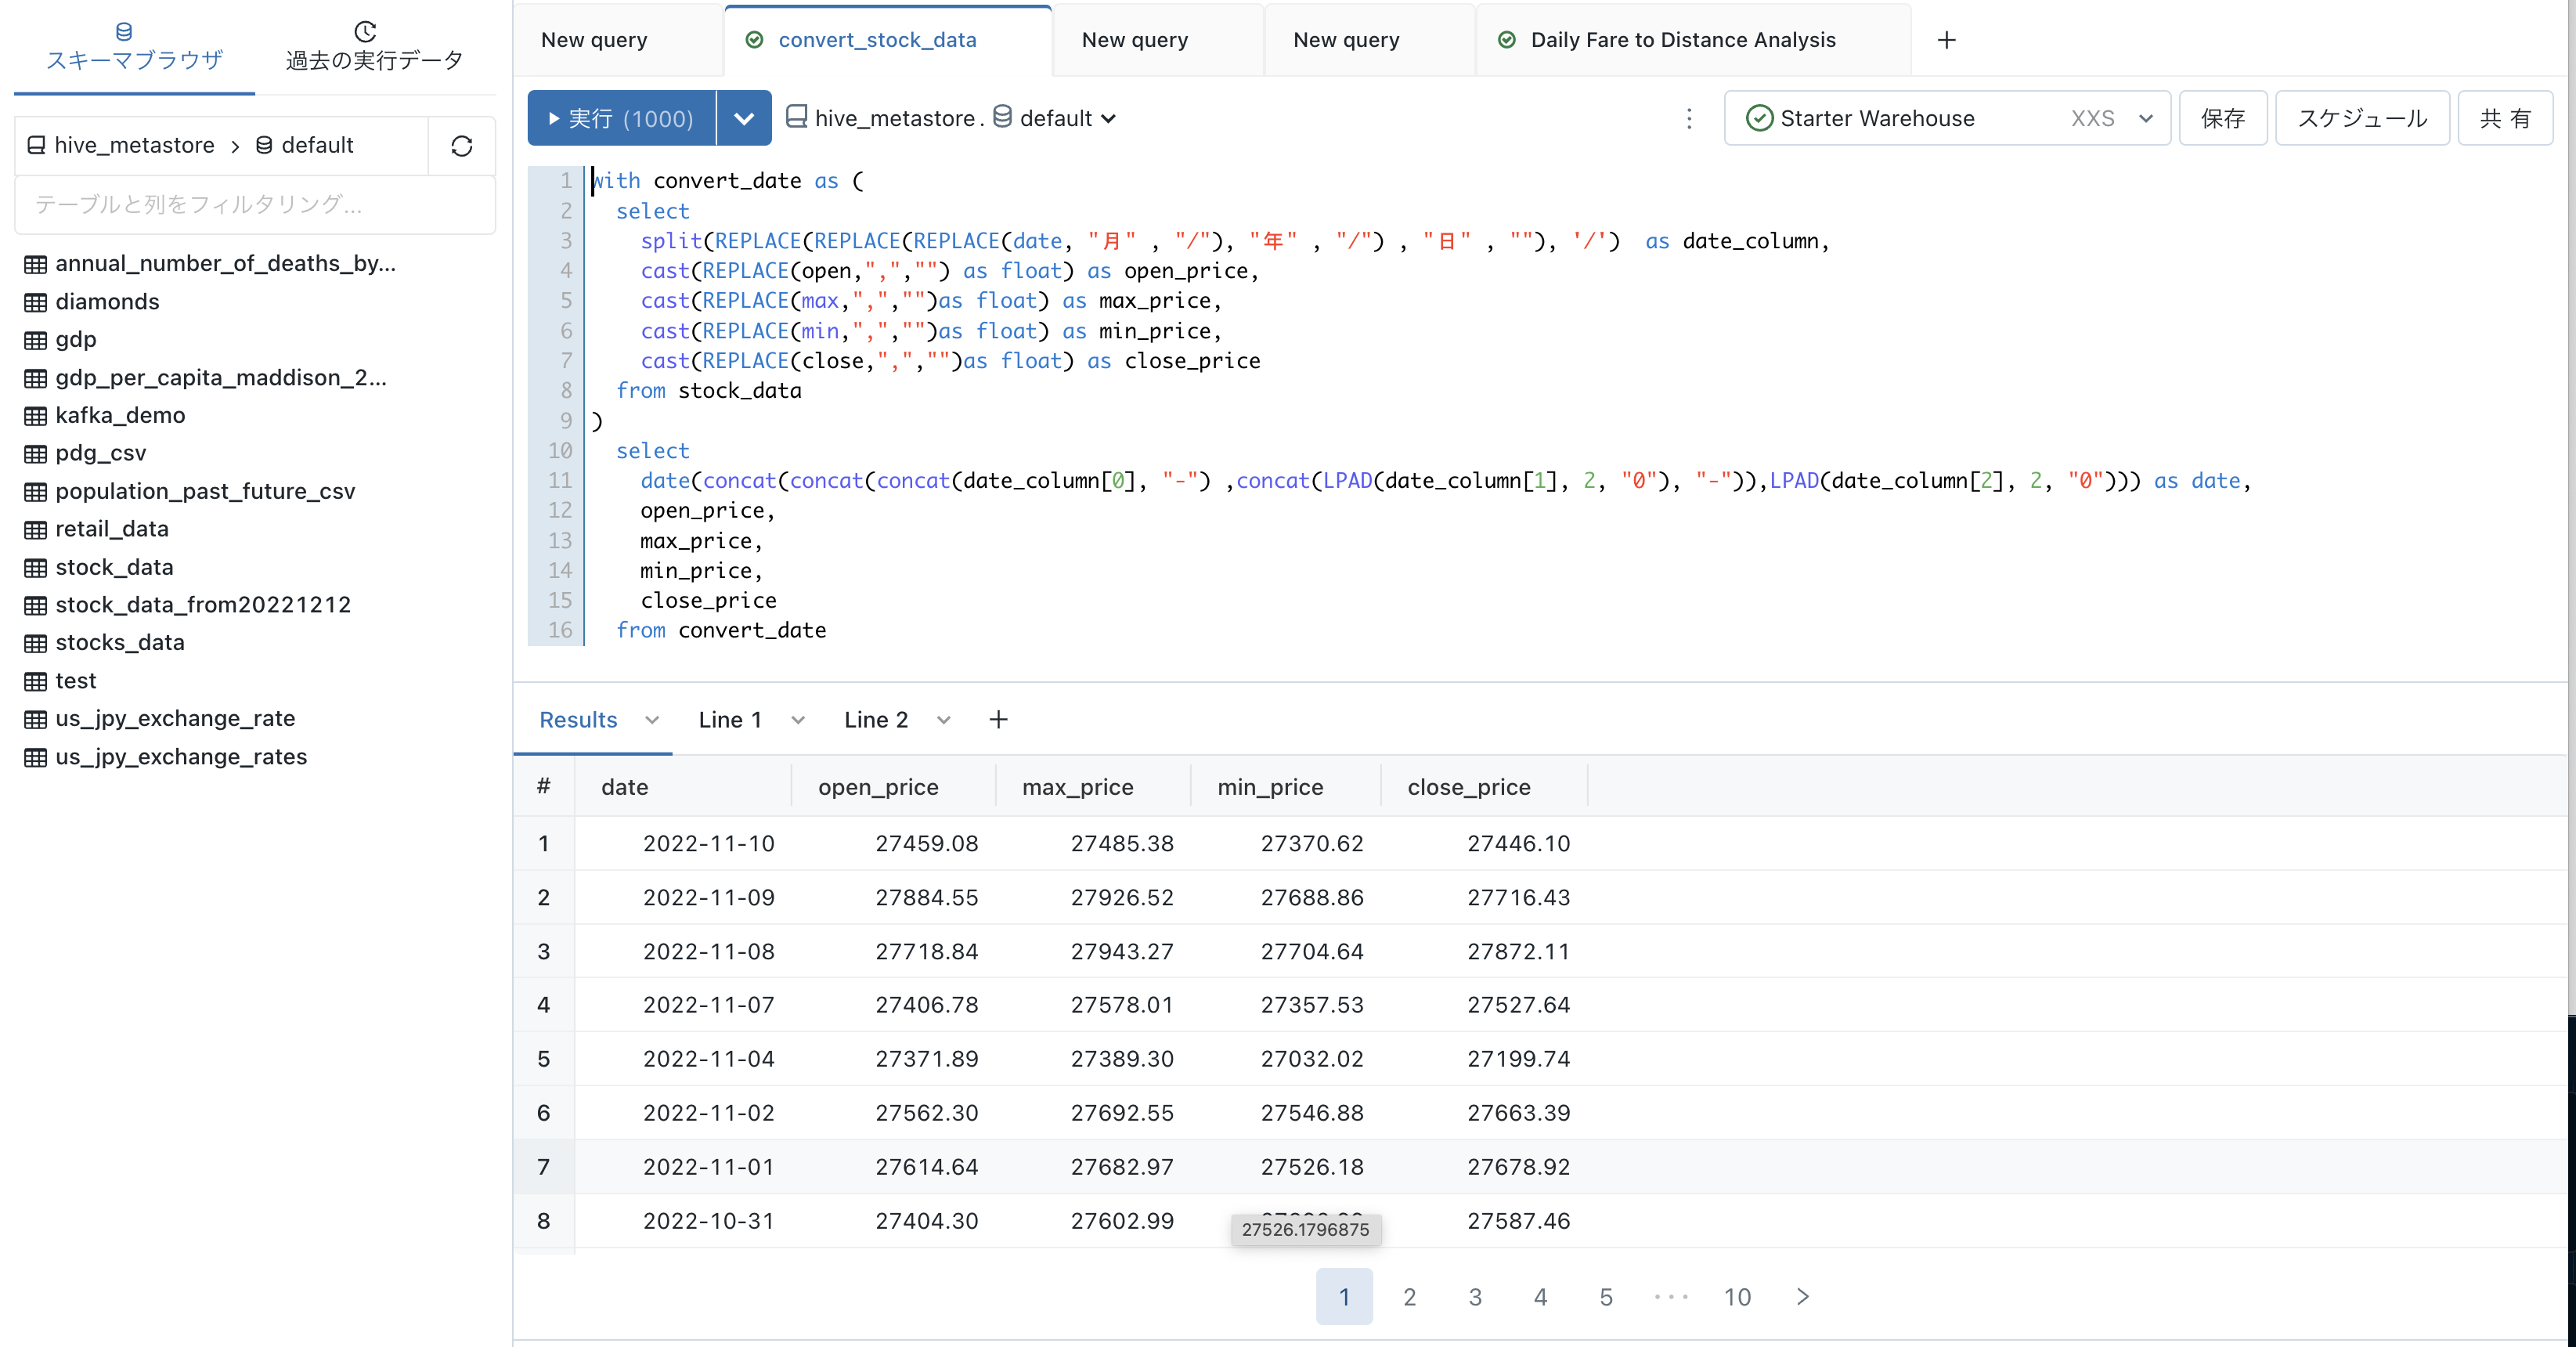 スキーマブラウザ
過去の実行データ
hive_metastore > default
テーブルと列をフィルタリング...
annual_number_of_deaths_by...
diamonds
gdp
gdp_per_capita_maddison_2...
kafka_demo
pdg_csv
population_past_future_csv
retail_data
stock_data
stock_data_from20221212
stocks_data
test
us_jpy_exchange_rate
us_jpy_exchange_rates
New query convert_stock_data New query New query Daily Fare to Distance Analysis +
実行 (1000) hive_metastore. default Starter Warehouse XXS 保存 スケジュール 共有
1 with convert_date as (
2 select
3 split(REPLACE(REPLACE(REPLACE(date, "月" , "/"), "年" , "/") , "日" , ""), '/') as date_column,
4 cast(REPLACE(open,",","") as float) as open_price,
5 cast(REPLACE(max,",","")as float) as max_price,
6 cast(REPLACE(min,",","")as float) as min_price,
7 cast(REPLACE(close,",","")as float) as close_price
8 from stock_data
9 )
10 select
11 date(concat(concat(concat(date_column[0], "-") ,concat(LPAD(date_column[1], 2, "0"), "-")),LPAD(date_column[2], 2, "0"))) as date,
12 open_price,
13 max_price,
14 min_price,
15 close_price
16 from convert_date
Results Line 1 Line 2 +
# date open_price max_price min_price close_price
1 2022-11-10 27459.08 27485.38 27370.62 27446.10
2 2022-11-09 27884.55 27926.52 27688.86 27716.43
3 2022-11-08 27718.84 27943.27 27704.64 27872.11
4 2022-11-07 27406.78 27578.01 27357.53 27527.64
5 2022-11-04 27371.89 27389.30 27032.02 27199.74
6 2022-11-02 27562.30 27692.55 27546.88 27663.39
7 2022-11-01 27614.64 27682.97 27526.18 27678.92
8 2022-10-31 27404.30 27602.99 27587.46
27526.1796875
1 2 3 4 5 ••• 10 >